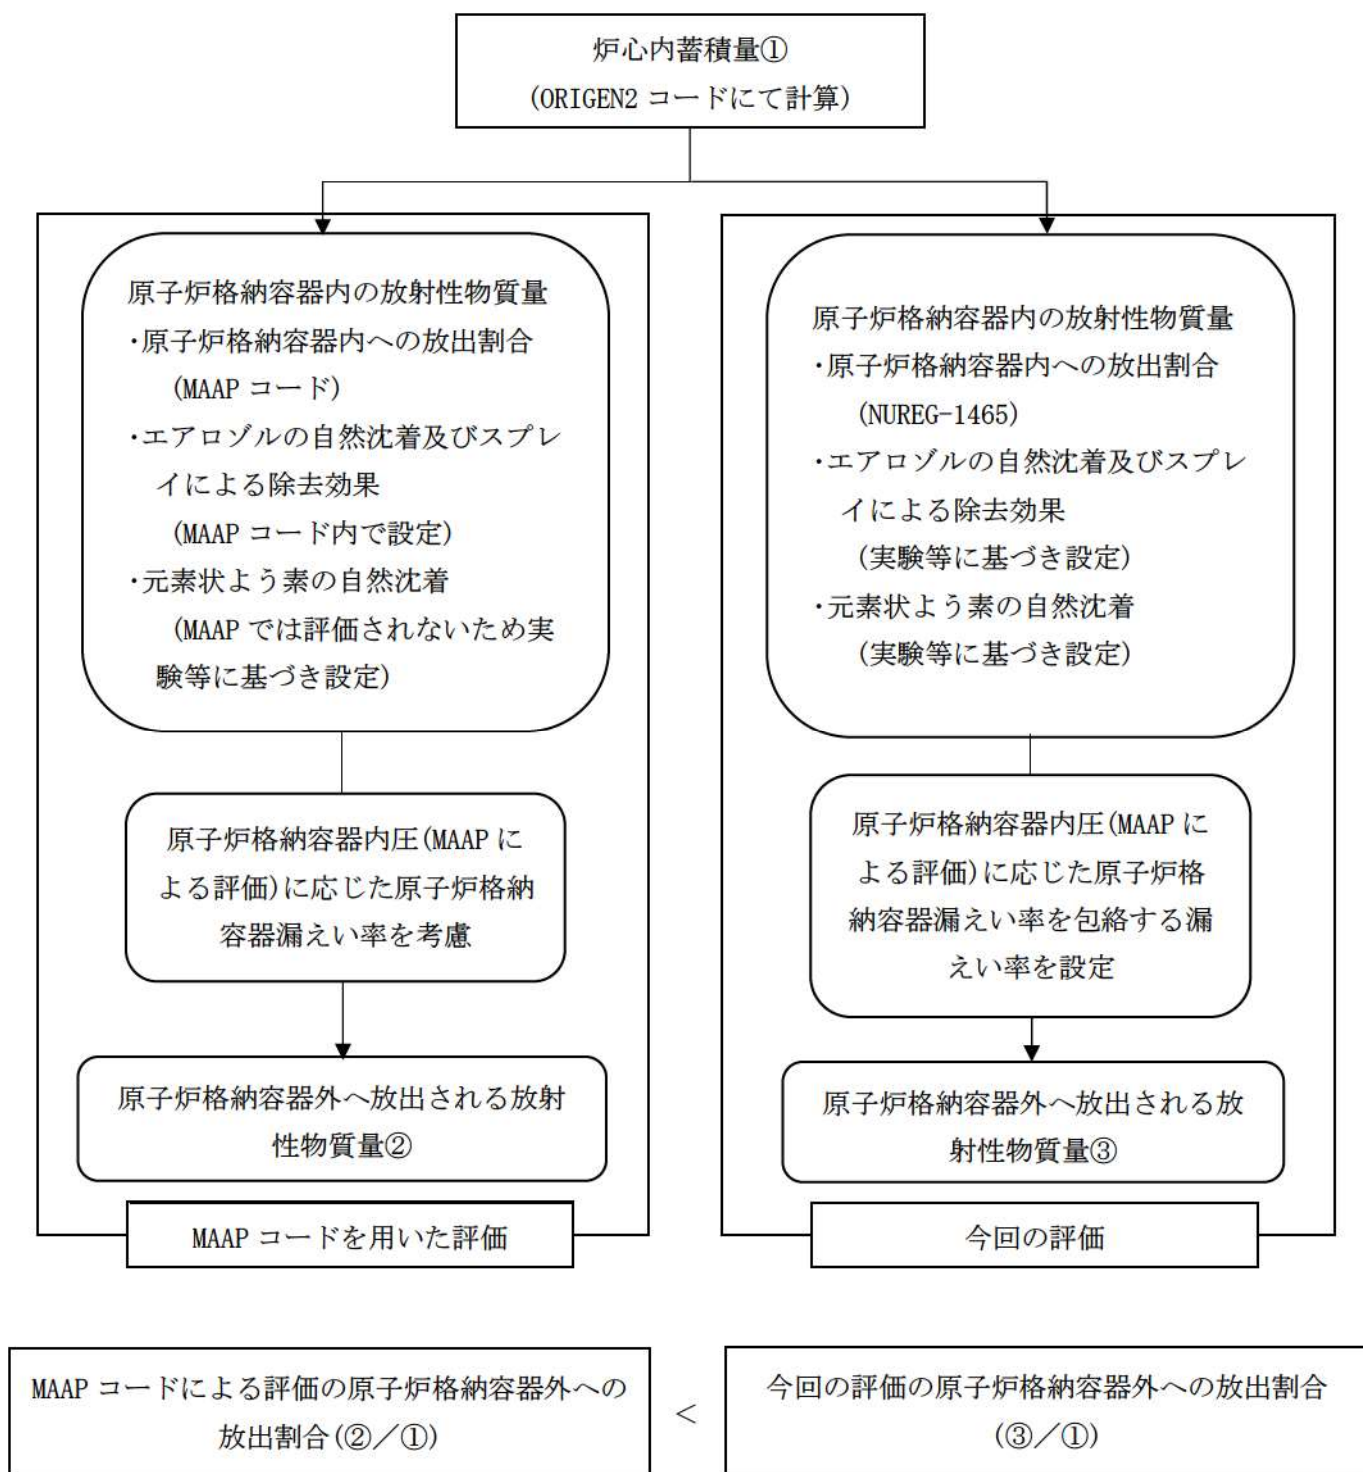 炉心内蓄積量①
(ORIGEN2 コードにて計算)
原子炉格納容器内の放射性物質量
・原子炉格納容器内への放出割合
(MAAP コード)
・エアロゾルの自然沈着及びスプレ
イによる除去効果
(MAAP コード内で設定)
・元素状よう素の自然沈着
(MAAP では評価されないため実
験等に基づき設定)
原子炉格納容器内圧(MAAP に
よる評価)に応じた原子炉格納
容器漏えい率を考慮
原子炉格納容器外へ放出される放射
性物質量②
MAAP コードを用いた評価
原子炉格納容器内の放射性物質量
・原子炉格納容器内への放出割合
(NUREG-1465)
・エアロゾルの自然沈着及びスプレ
イによる除去効果
(実験等に基づき設定)
・元素状よう素の自然沈着
(実験等に基づき設定)
原子炉格納容器内圧(MAAP に
よる評価)に応じた原子炉格
納容器漏えい率を包絡する漏
えい率を設定
原子炉格納容器外へ放出される放
射性物質量③
今回の評価
MAAP コードによる評価の原子炉格納容器外への
放出割合(②／①)
＜
今回の評価の原子炉格納容器外への放出割合
(③／①)